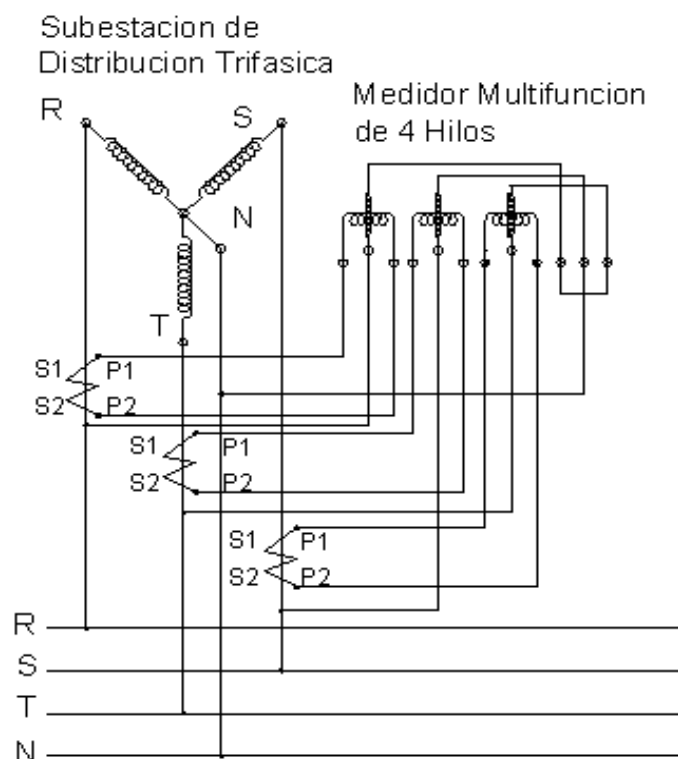 Subestacion de
Distribucion Trifasica
Medidor Multifuncion
de 4 Hilos
R
S
N
T
S1 P1
S2 P2
S1 P1
S2 P2
S1 P1
S2 P2
R
S
T
N